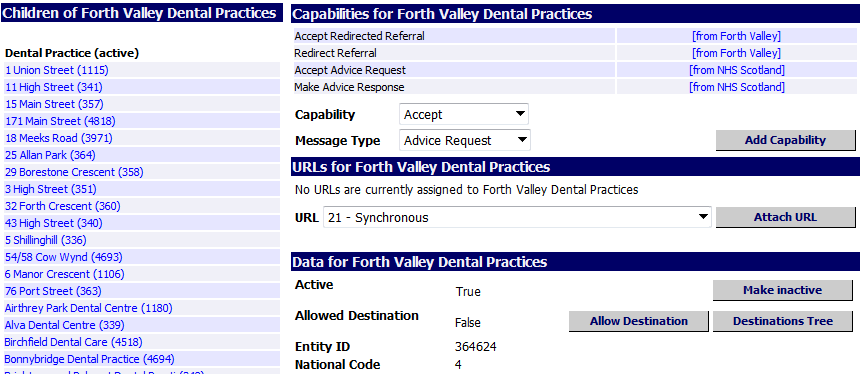 Children of Forth Valley Dental Practices
Dental Practice (active)
1 Union Street (1115)
11 High Street (341)
15 Main Street (357)
171 Main Street (4818)
18 Meeks Road (3971)
25 Allan Park (364)
29 Borestone Crescent (358)
3 High Street (351)
32 Forth Crescent (360)
43 High Street (340)
5 Shillinghill (336)
54/58 Cow Wynd (4693)
6 Manor Crescent (1106)
76 Port Street (363)
Airthrey Park Dental Centre (1180)
Alva Dental Centre (339)
Birchfield Dental Care (4518)
Bonnybridge Dental Practice (4694)
Capabilities for Forth Valley Dental Practices
Accept Redirected Referral [from Forth Valley]
Redirect Referral [from Forth Valley]
Accept Advice Request [from NHS Scotland]
Make Advice Response [from NHS Scotland]
Capability Accept
Message Type Advice Request Add Capability
URLs for Forth Valley Dental Practices
No URLs are currently assigned to Forth Valley Dental Practices
URL 21 - Synchronous Attach URL
Data for Forth Valley Dental Practices
Active True Make inactive
Allowed Destination False Allow Destination Destinations Tree
Entity ID 364624
National Code 4